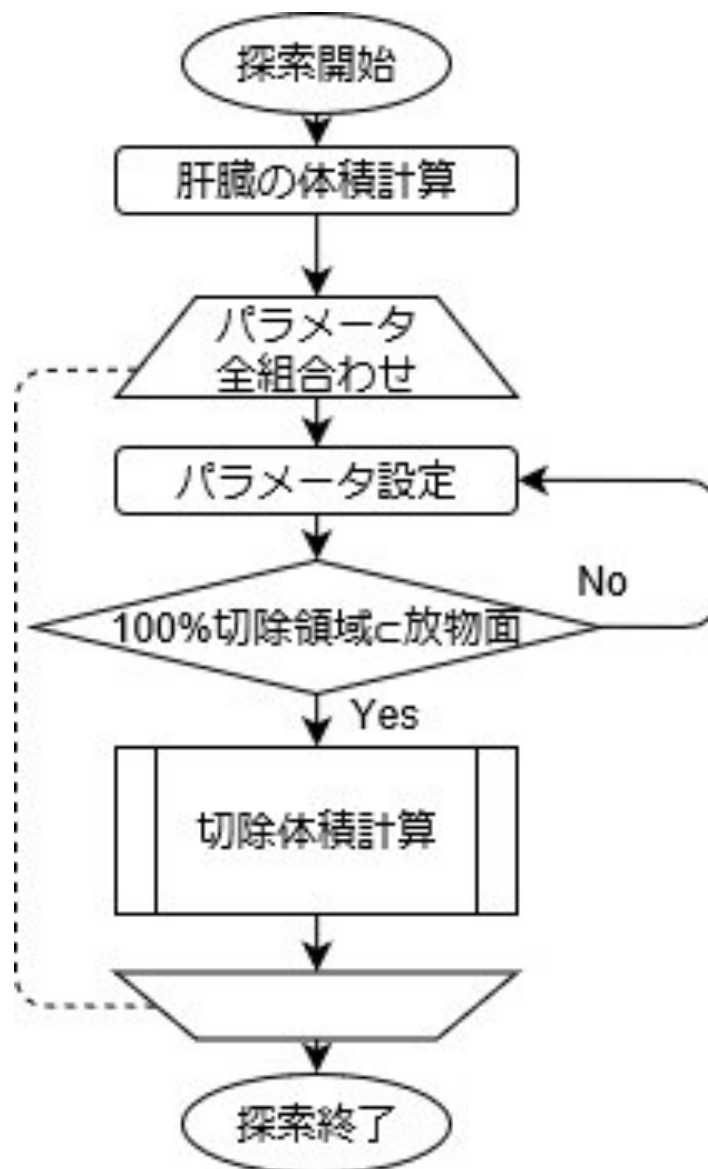 探索開始
肝臓の体積計算
パラメータ
全組合わせ
パラメータ設定
No
100%切除領域⊂放物面
Yes
切除体積計算
探索終了